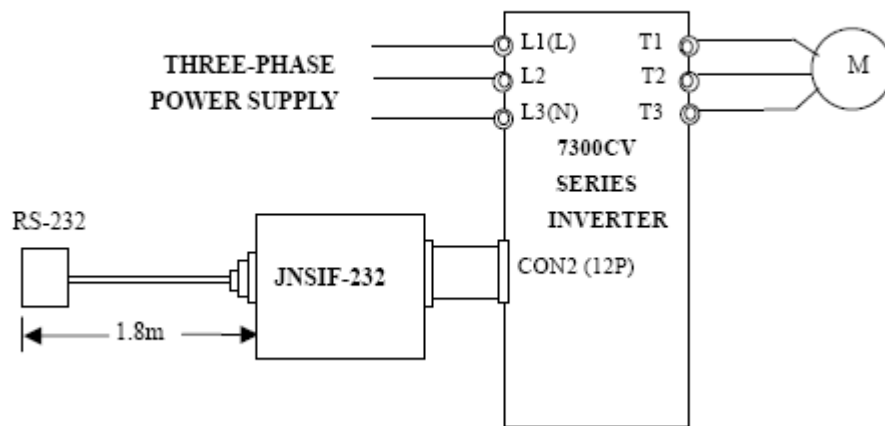 THREE-PHASE
POWER SUPPLY
L1(L)
L2
L3(N)
T1
T2
T3
M
7300CV
SERIES
INVERTER
RS-232
JNSIF-232
CON2 (12P)
1.8m